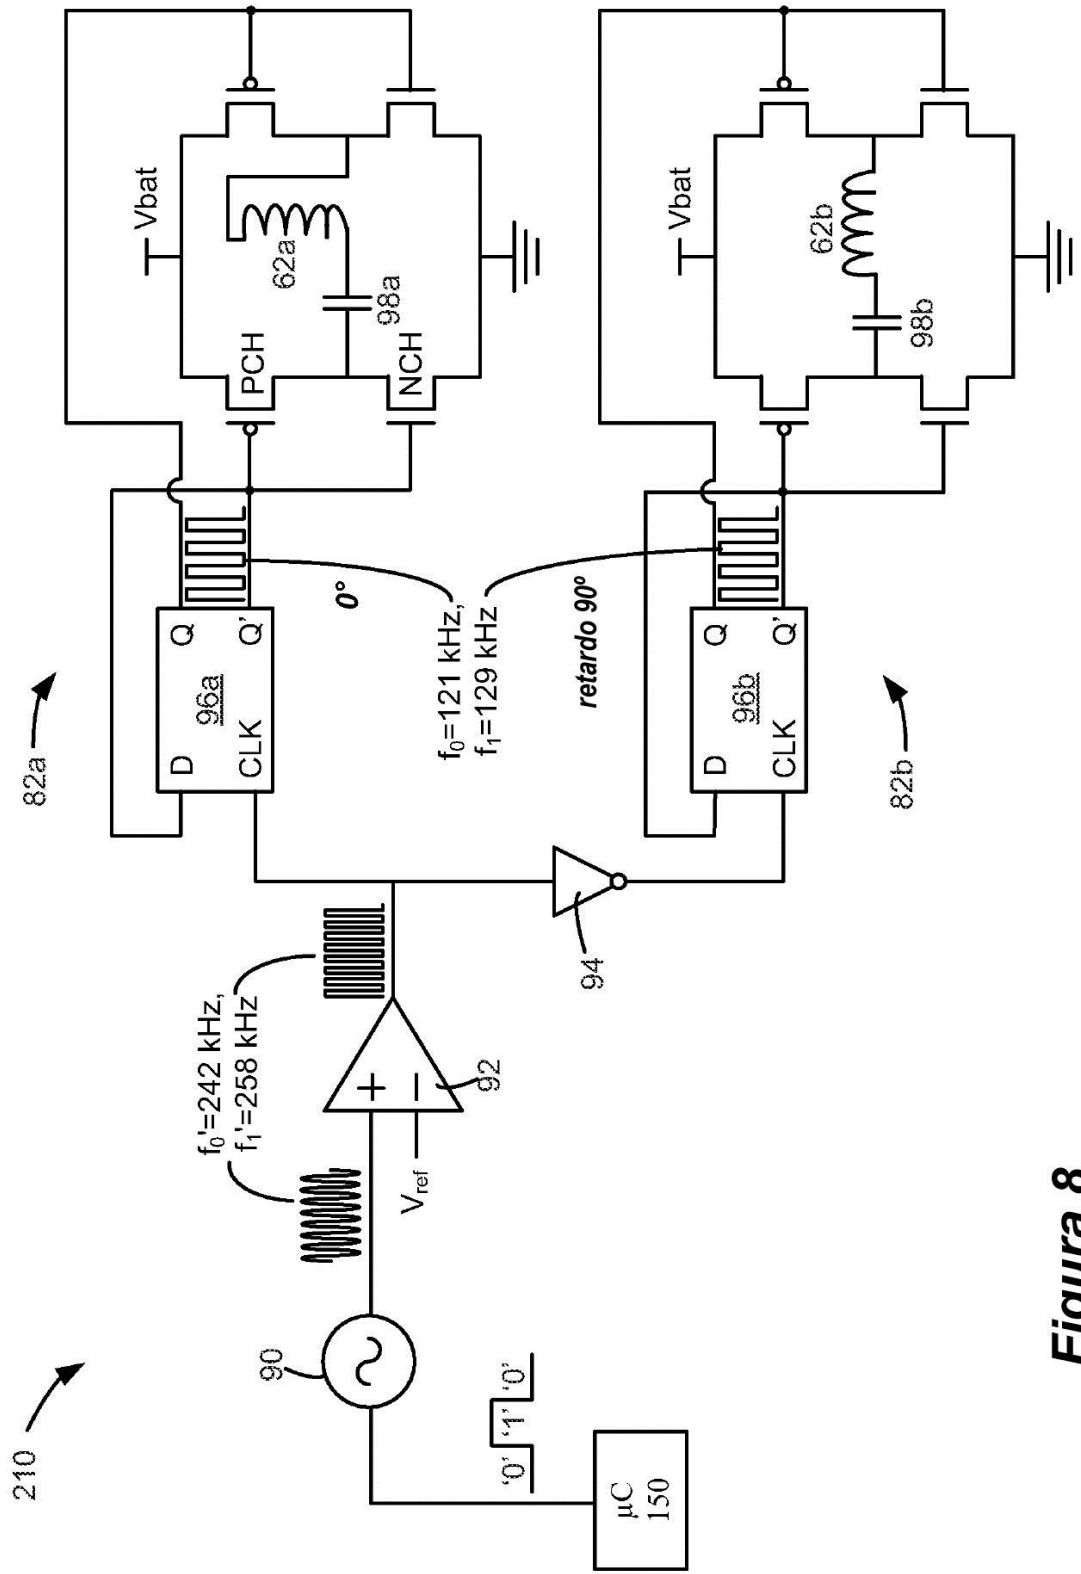 210
µC
150
'0' '1' '0'
90
f₀'=242 kHz,
f₁'=258 kHz
Vref
+
−
92
94
82a
D Q
96a
CLK Q'
0°
f₀=121 kHz,
f₁=129 kHz
Vbat
PCH
62a
98a
NCH
retardo 90º
82b
D Q
96b
CLK Q'
Vbat
62b
98b
Figura 8